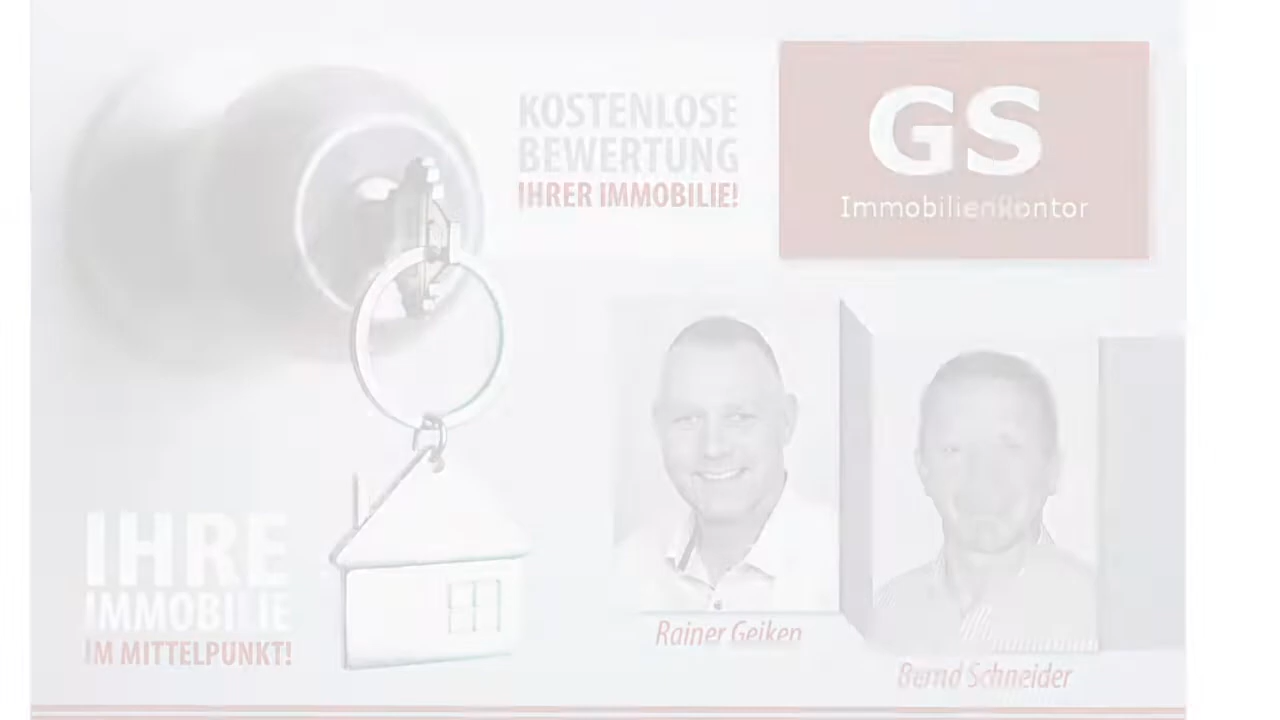 KOSTENLOSE
BEWERTUNG
IHRER IMMOBILIE!
GS
Immobilienkontor
IHRE
IMMOBILIE
IM MITTELPUNKT!
Rainer Geiken
Bernd Schneider